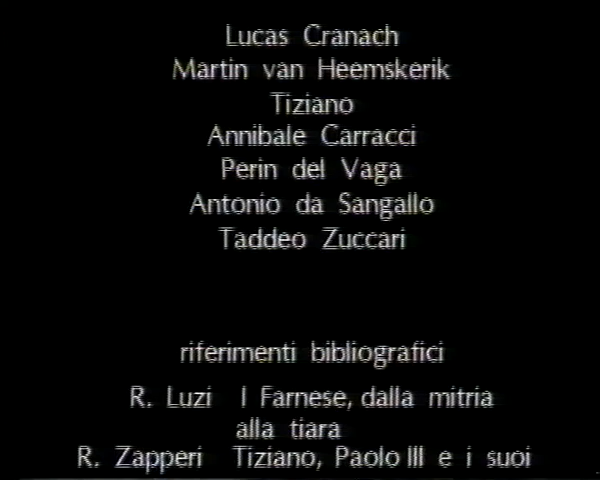 Lucas Cranach
Martin van Heemskerik
Tiziano
Annibale Carracci
Perin del Vaga
Antonio da Sangallo
Taddeo Zuccari
riferimenti bibliografici
R. Luzi I Farnese, dalla mitria
alla tiara
R. Zapperi Tiziano, Paolo III e i suoi